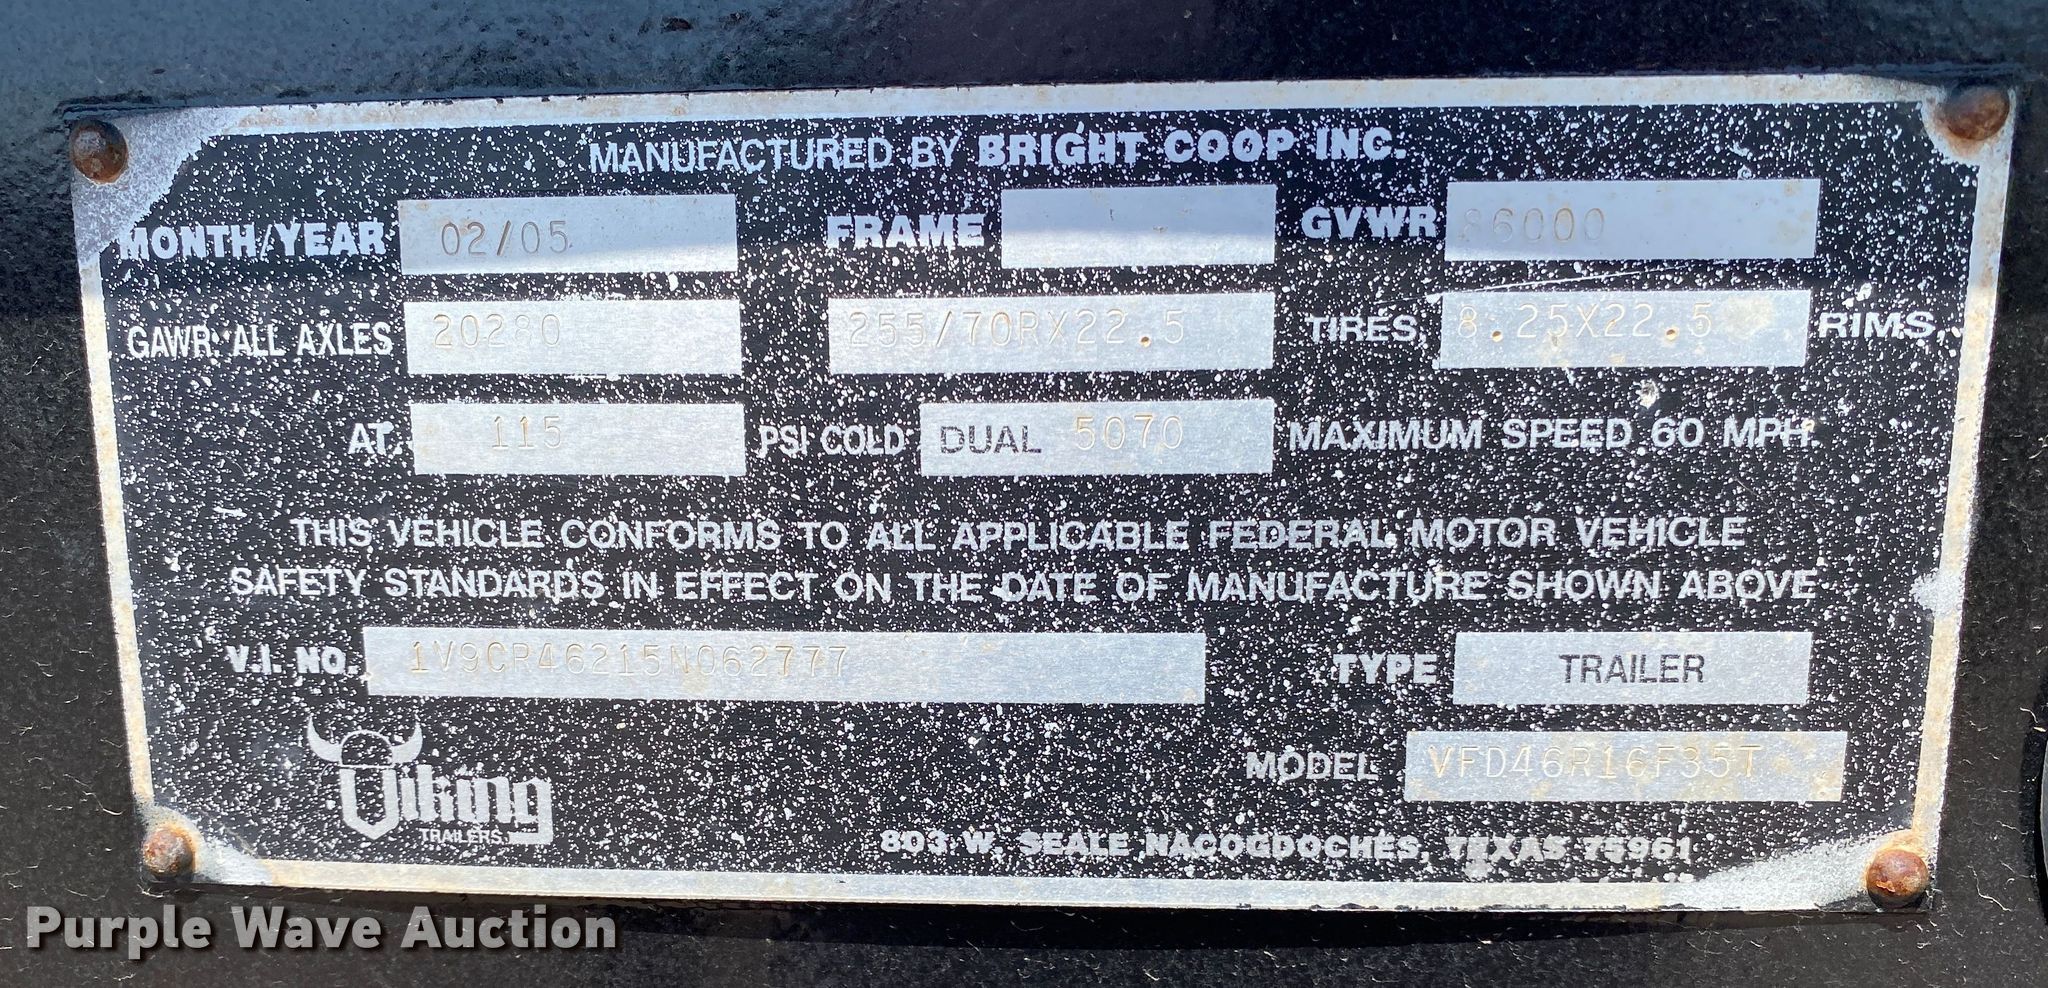 MANUFACTURED BY BRIGHT COOP INC.
MONTH/YEAR 02/05 FRAME GVWR 86000
GAWR: ALL AXLES 20280 255/70RX22.5 TIRES, 8.25X22.5 RIMS,
AT. 115 PSI COLD DUAL 5070 MAXIMUM SPEED 60 MPH.
THIS VEHICLE CONFORMS TO ALL APPLICABLE FEDERAL MOTOR VEHICLE
SAFETY STANDARDS IN EFFECT ON THE DATE OF MANUFACTURE SHOWN ABOVE
V.I. NO. 1V9CP46215N062777 TYPE TRAILER
MODEL VFD46R16F35T
Viking
TRAILERS
803 W. SEALE NACOGDOCHES, TEXAS 75961
Purple Wave Auction